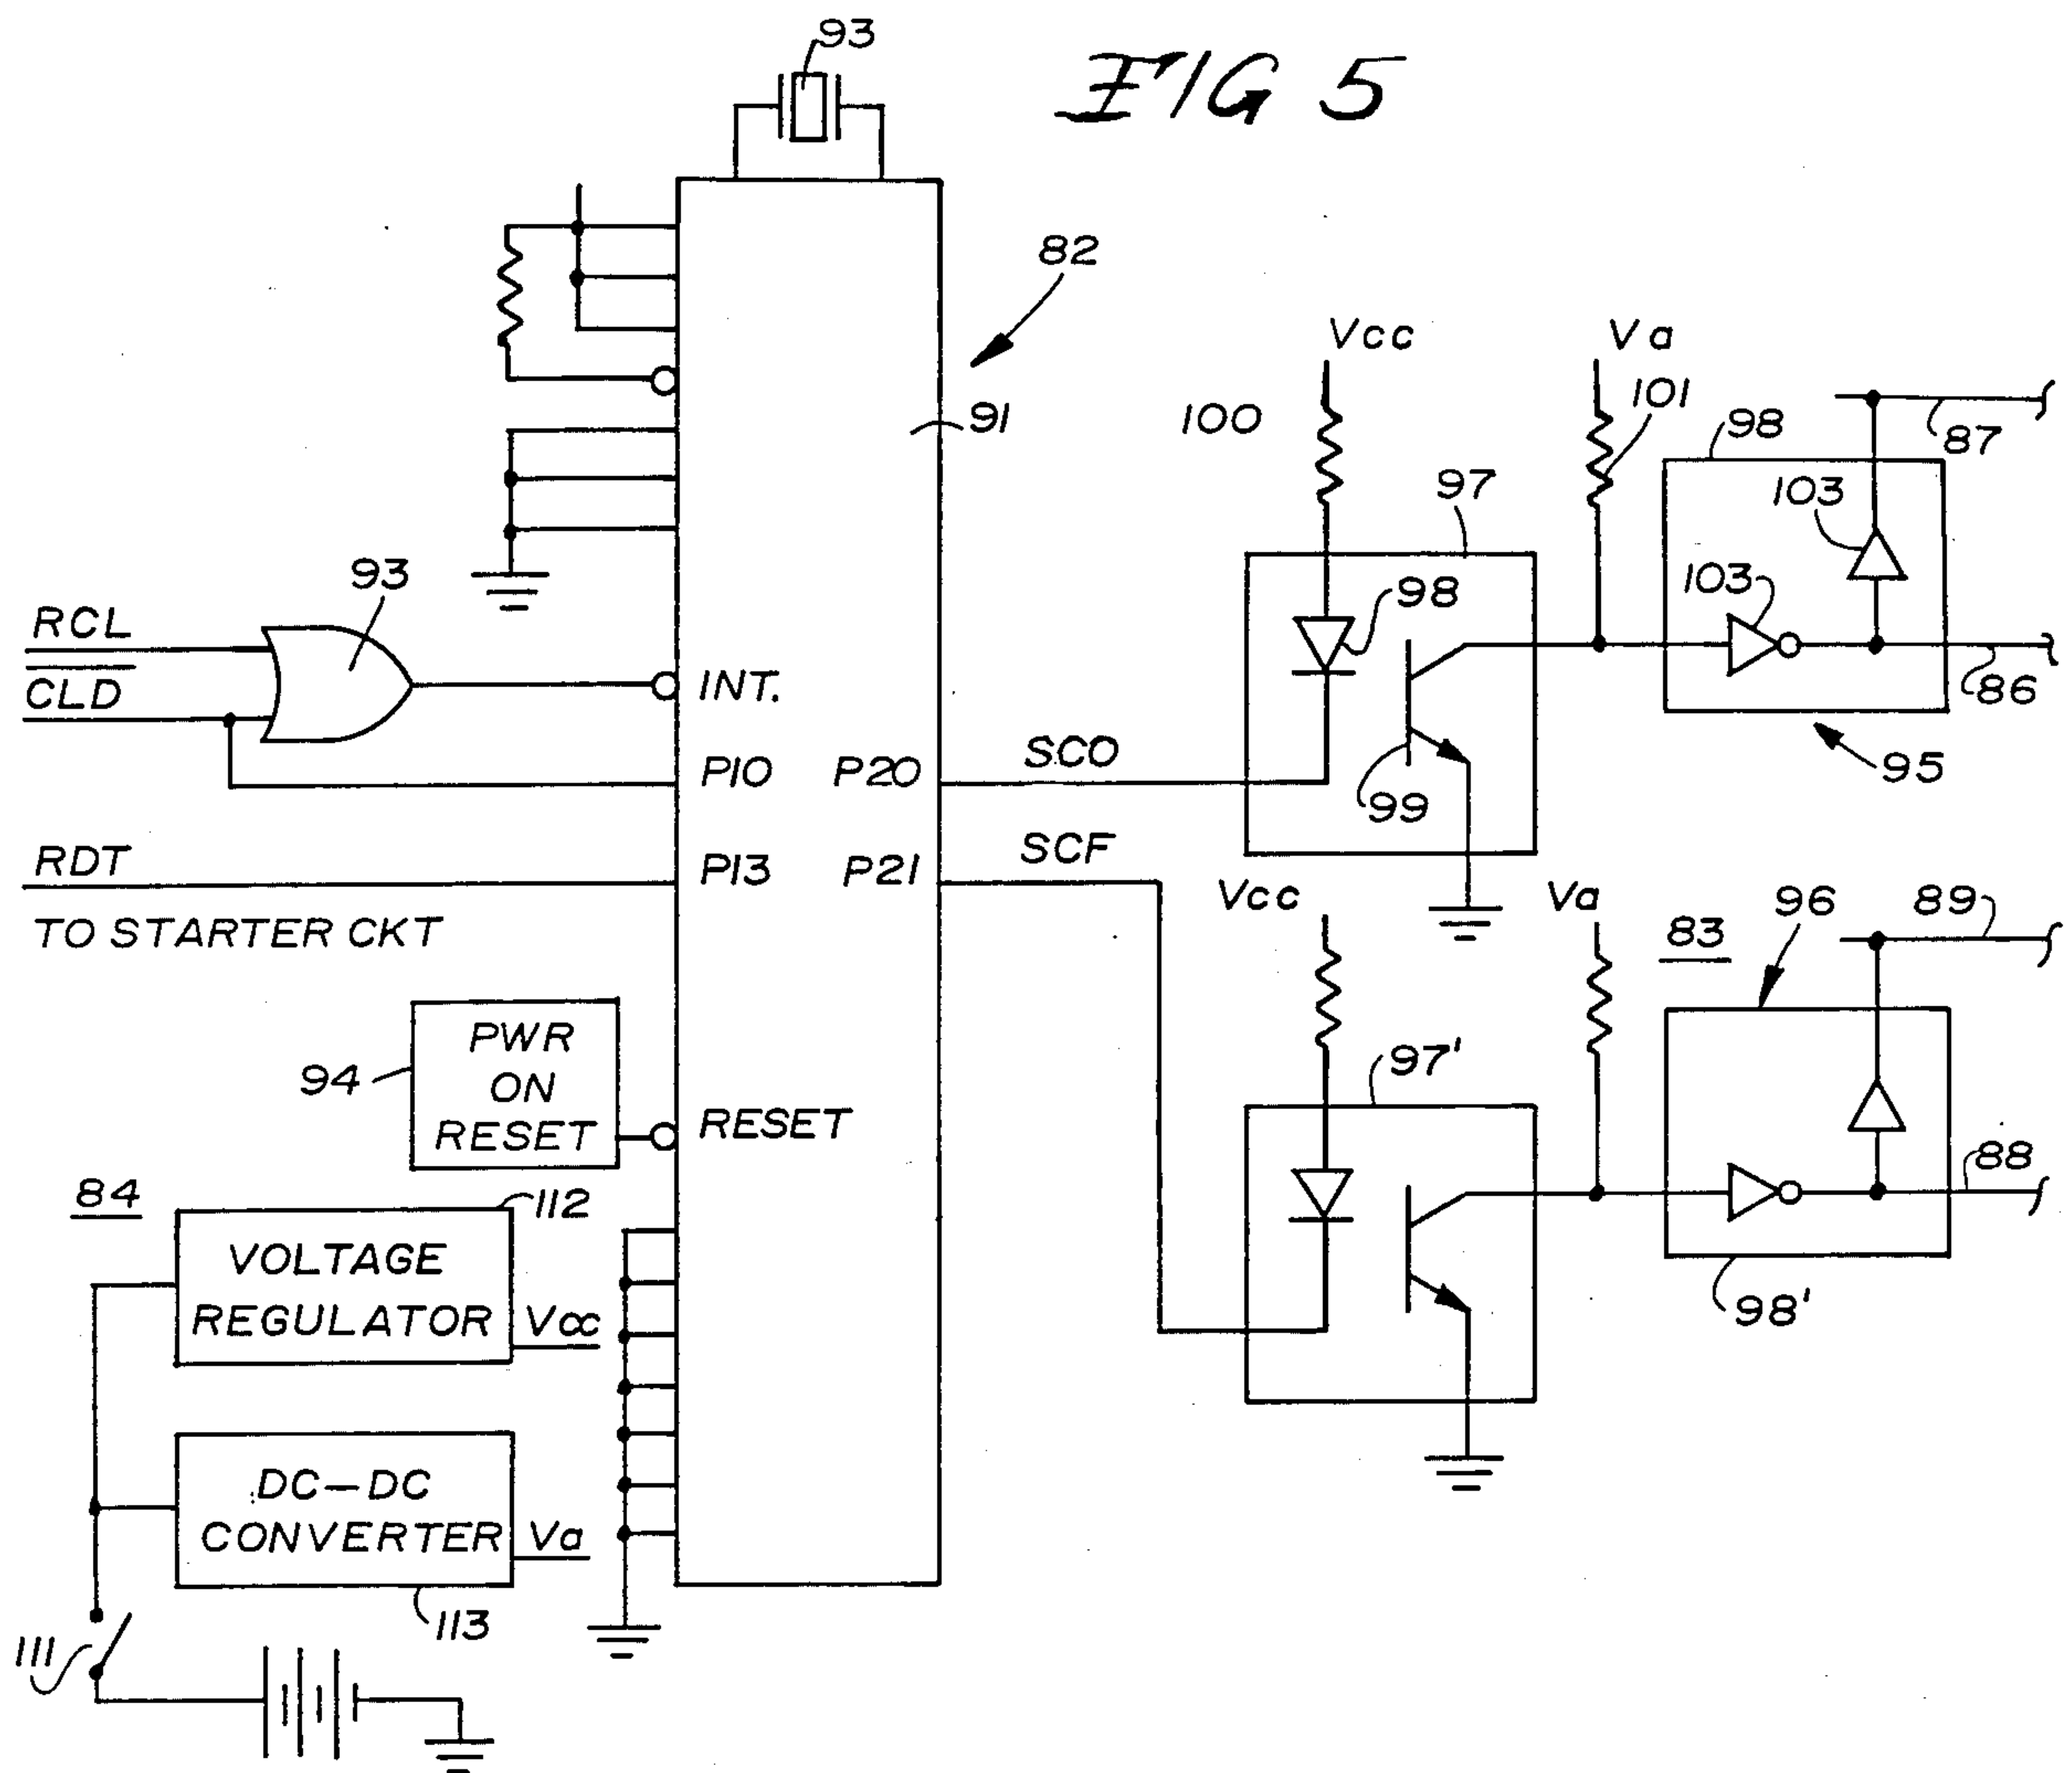 93
FIG 5
82
Vcc
Va
100
91
101
98
87
97
103
93
98
103
RCL
CLD
INT.
86
SCO
95
P10
P20
99
RDT
SCF
P13
P21
Vcc
Va
96
89
83
TO STARTER CKT
PWR
ON
RESET
94
97'
RESET
88
84
112
VOLTAGE
REGULATOR
Vcc
98'
DC-DC
CONVERTER
Va
113
111